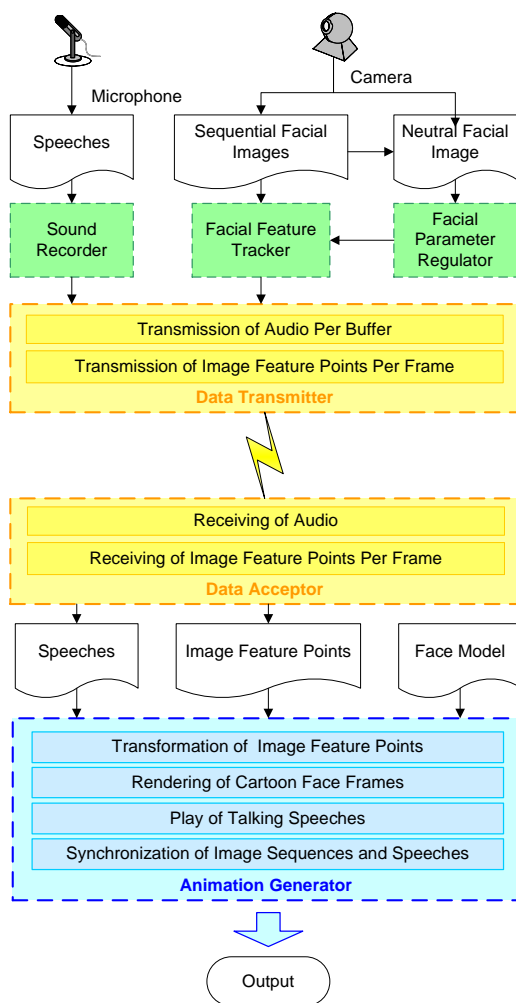 Microphone
Camera
Speeches
Sequential Facial
Images
Neutral Facial
Image
Sound
Recorder
Facial Feature
Tracker
Facial
Parameter
Regulator
Transmission of Audio Per Buffer
Transmission of Image Feature Points Per Frame
Data Transmitter
Receiving of Audio
Receiving of Image Feature Points Per Frame
Data Acceptor
Speeches
Image Feature Points
Face Model
Transformation of Image Feature Points
Rendering of Cartoon Face Frames
Play of Talking Speeches
Synchronization of Image Sequences and Speeches
Animation Generator
Output